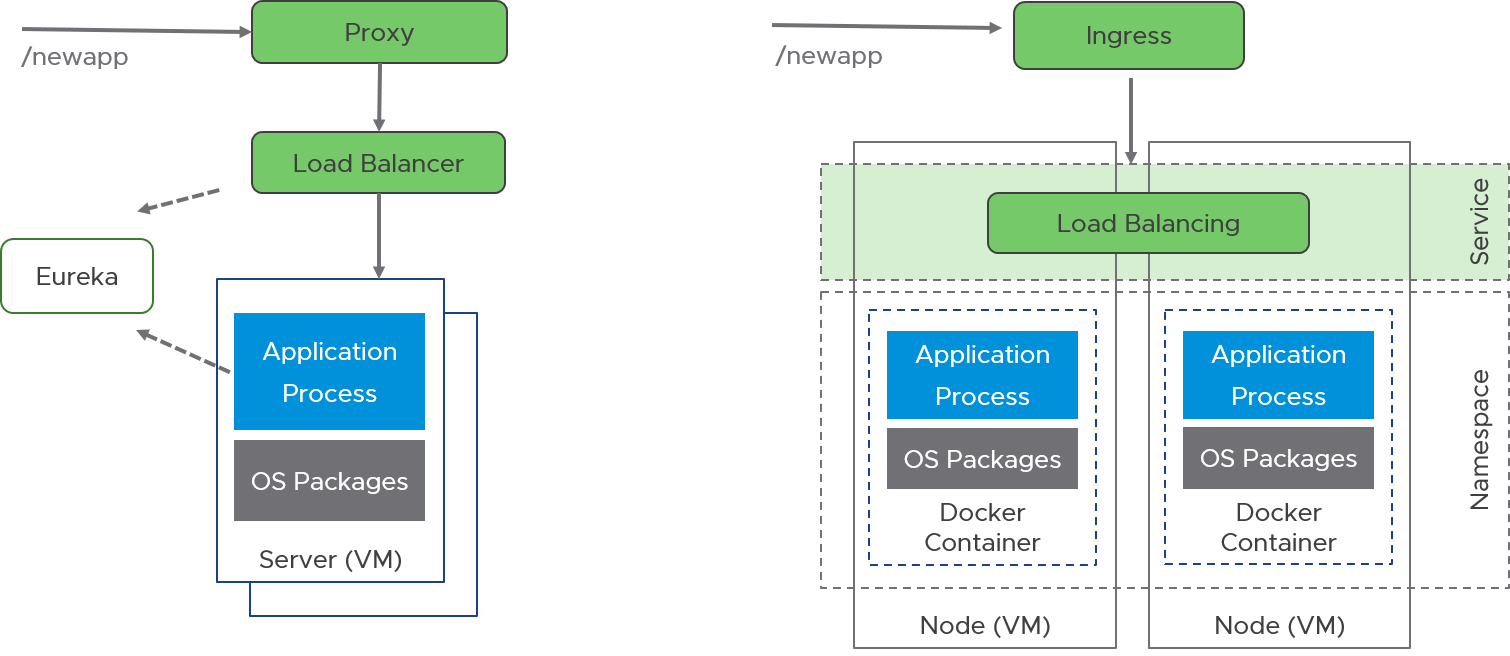 Proxy
/newapp
Load Balancer
Eureka
Application
Process
OS Packages
Server (VM)
Ingress
/newapp
Load Balancing
Service
Application
Process
OS Packages
Docker
Container
Application
Process
OS Packages
Docker
Container
Namespace
Node (VM)
Node (VM)